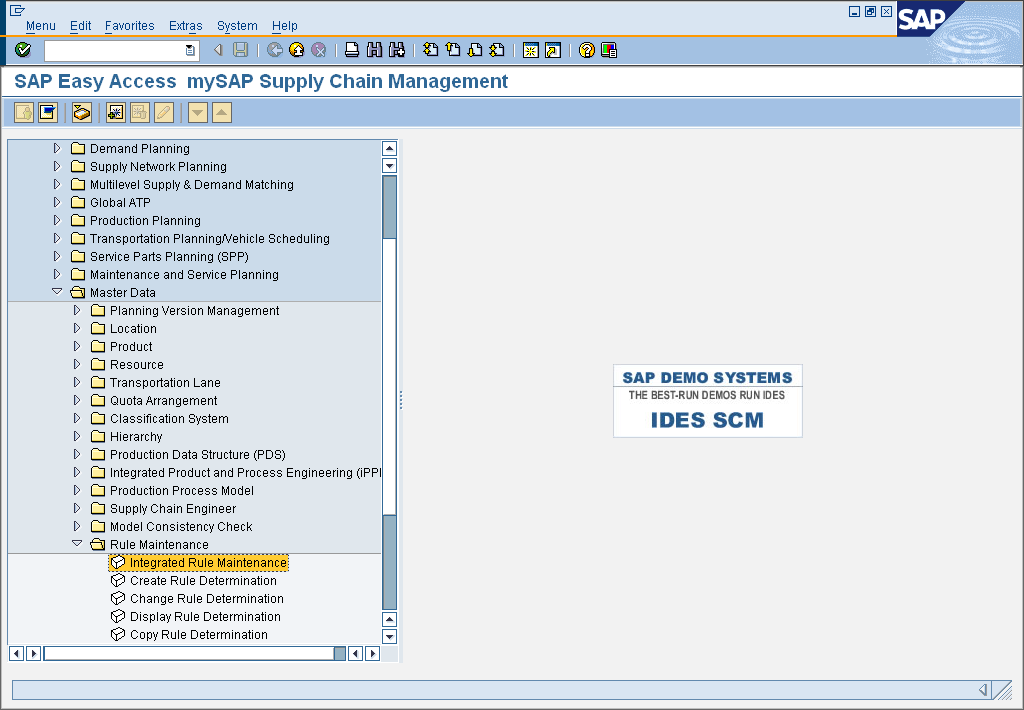 Menu Edit Favorites Extras System Help
SAP
SAP Easy Access mySAP Supply Chain Management
Demand Planning
Supply Network Planning
Multilevel Supply & Demand Matching
Global ATP
Production Planning
Transportation Planning/Vehicle Scheduling
Service Parts Planning (SPP)
Maintenance and Service Planning
Master Data
Planning Version Management
Location
Product
Resource
Transportation Lane
Quota Arrangement
Classification System
Hierarchy
Production Data Structure (PDS)
Integrated Product and Process Engineering (iPPI
Production Process Model
Supply Chain Engineer
Model Consistency Check
Rule Maintenance
Integrated Rule Maintenance
Create Rule Determination
Change Rule Determination
Display Rule Determination
Copy Rule Determination
SAP DEMO SYSTEMS
THE BEST-RUN DEMOS RUN IDES
IDES SCM